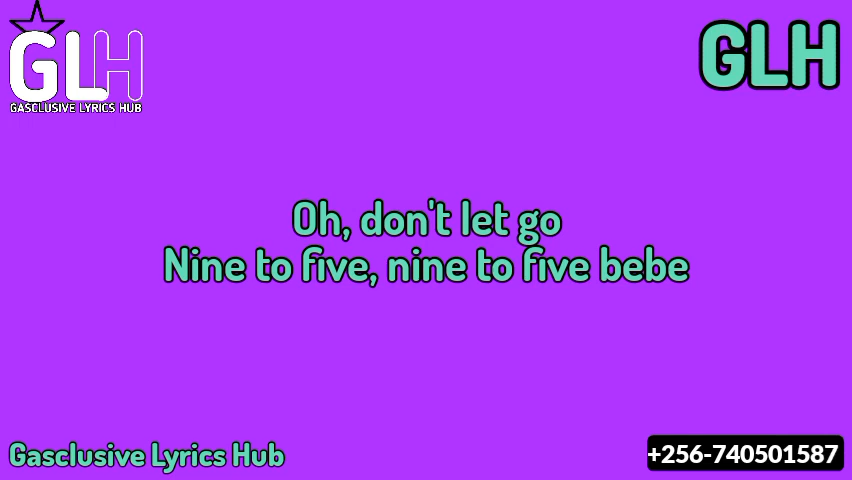 GLH
GASCLUSIVE LYRICS HUB
GLH
Oh, don't let go
Nine to five, nine to five bebe
Gasclusive Lyrics Hub
+256-740501587